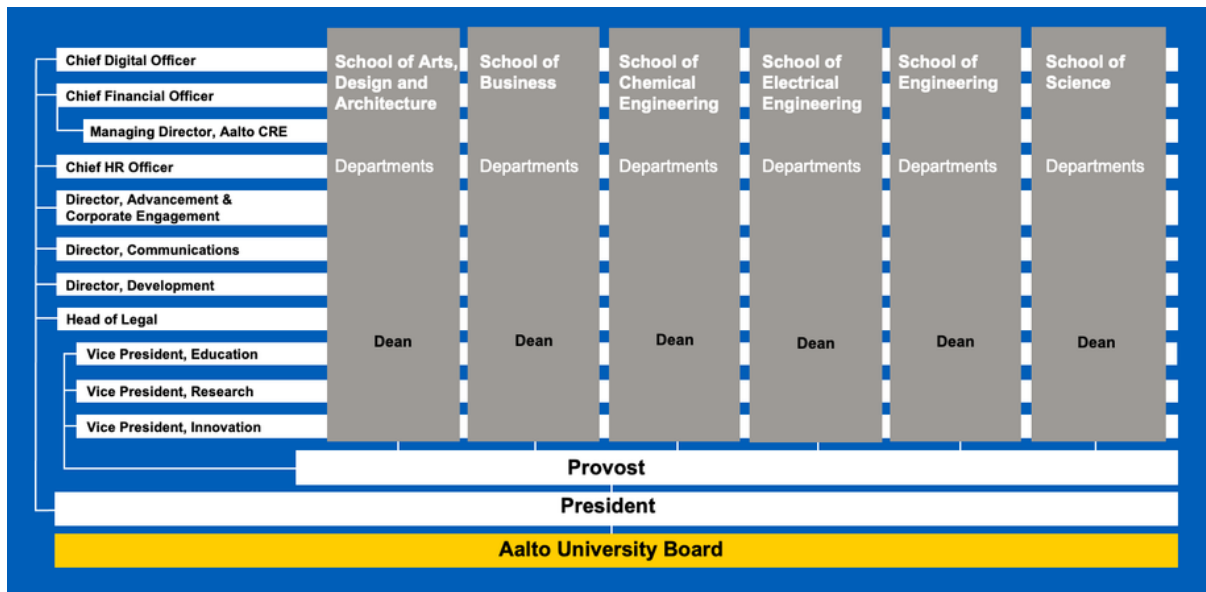 Chief Digital Officer
Chief Financial Officer
Managing Director, Aalto CRE
Chief HR Officer
Director, Advancement &
Corporate Engagement
Director, Communications
Director, Development
Head of Legal
Vice President, Education
Vice President, Research
Vice President, Innovation
School of Arts,
Design and
Architecture
Departments
Dean
School of
Business
Departments
Dean
School of
Chemical
Engineering
Departments
Dean
School of
Electrical
Engineering
Departments
Dean
School of
Engineering
Departments
Dean
School of
Science
Departments
Dean
Provost
President
Aalto University Board